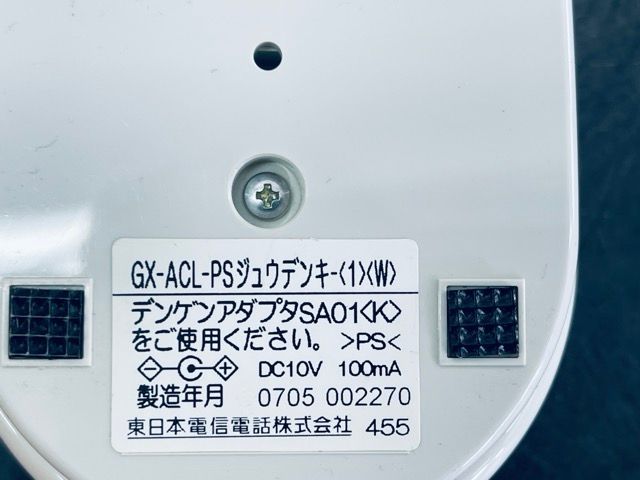 GX-ACL-PSジュウデンキ-<1><W>
デンゲンアダプタSA01<K>
をご使用ください。 >PS<
DC10V 100mA
製造年月 0705 002270
東日本電信電話株式会社 455